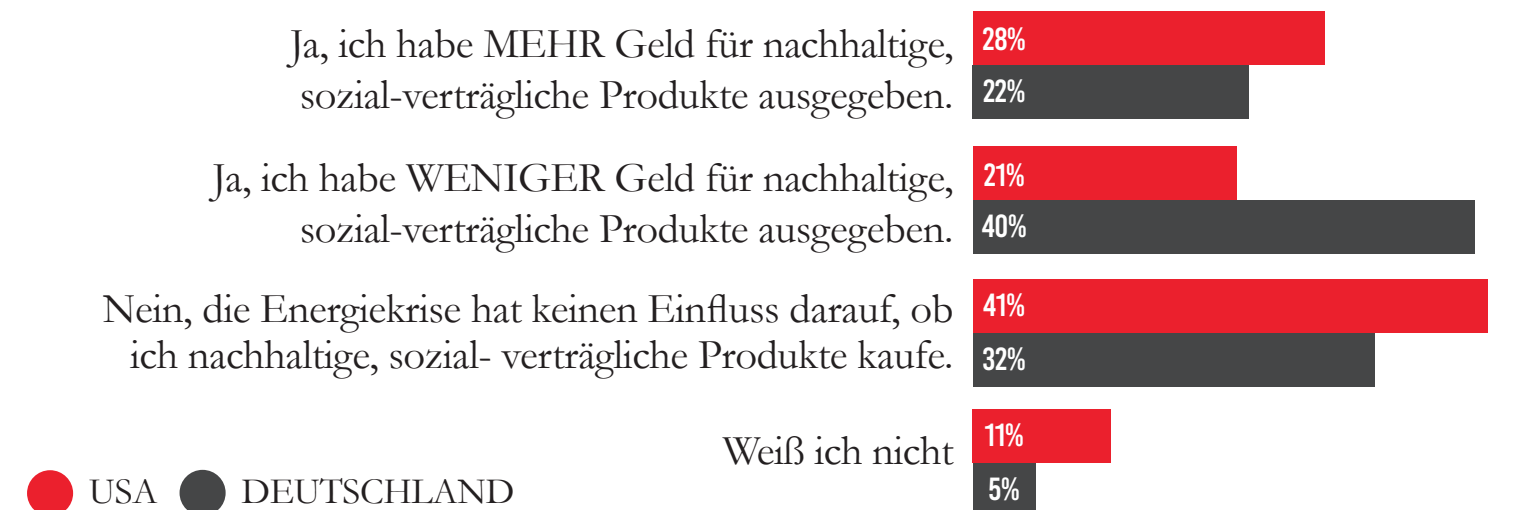 Ja, ich habe MEHR Geld für nachhaltige,
sozial-verträgliche Produkte ausgegeben.
28%
22%
Ja, ich habe WENIGER Geld für nachhaltige,
sozial-verträgliche Produkte ausgegeben.
21%
40%
Nein, die Energiekrise hat keinen Einfluss darauf, ob
ich nachhaltige, sozial- verträgliche Produkte kaufe.
41%
32%
Weiß ich nicht
11%
5%
USA DEUTSCHLAND